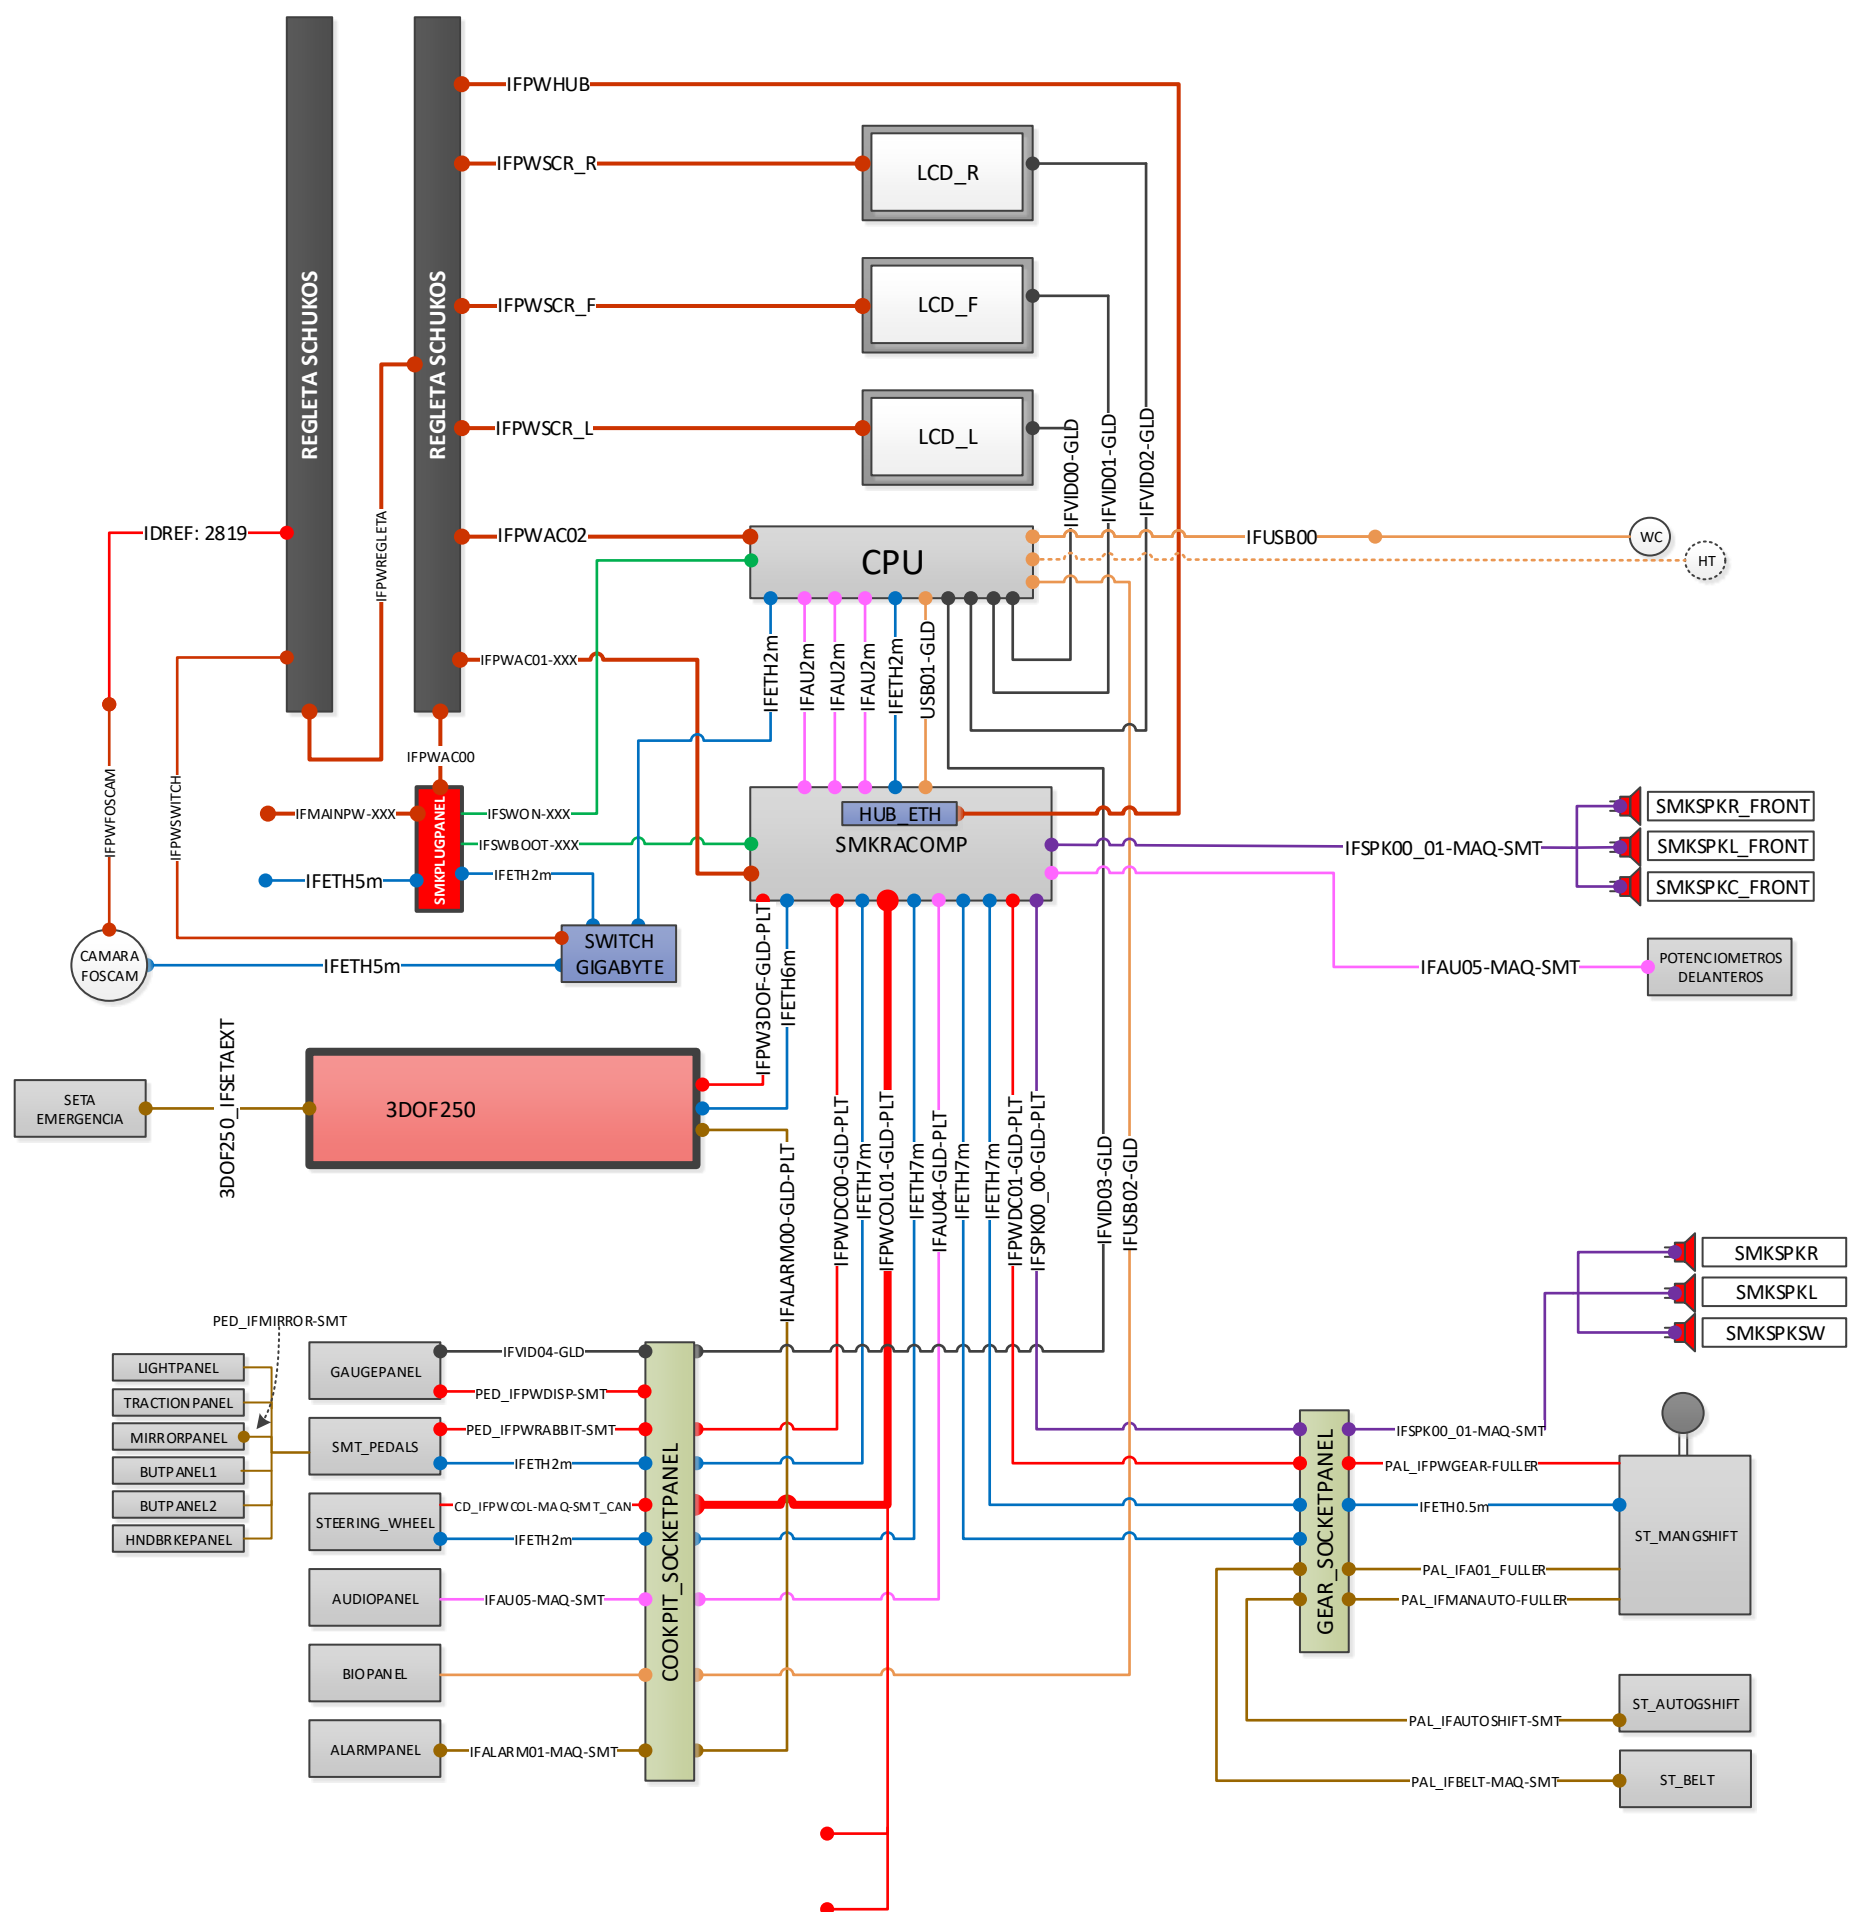 IFPWHUB
IFPWSCR_R
LCD_R
REGLETA SCHUKOS
REGLETA SCHUKOS
IFPWSCR_F
LCD_F
IFPWSCR_L
LCD_L
IFVID00-GLD
IFVID01-GLD
IFVID02-GLD
IDREF: 2819
IFPWREGLETA
IFPWAC02
CPU
IFUSB00
WC
HT
IFPWAC01-XXX
IFETH2m
IFAU2m
IFAU2m
IFAU2m
IFETH2m
USB01-GLD
IFPWAC00
IFPWFOSCAM
IFPWSWITCH
IFMAINPW-XXX
SMKPLUGPANEL
IFSWON-XXX
IFSWBOOT-XXX
IFETH5m
IFETH2m
HUB_ETH
SMKRACOMP
IFSPK00_01-MAQ-SMT
SMKSPKR_FRONT
SMKSPKL_FRONT
SMKSPKC_FRONT
CAMARA
FOSCAM
IFETH5m
SWITCH
GIGABYTE
IFAU05-MAQ-SMT
POTENCIOMETROS
DELANTEROS
IFPW3DOF-GLD-PLT
IFETH6m
SETA
EMERGENCIA
3DOF250_IFSETAEXT
3DOF250
IFALARM00-GLD-PLT
IFPWDC00-GLD-PLT
IFETH7m
IFPWCOL01-GLD-PLT
IFETH7m
IFAU04-GLD-PLT
IFETH7m
IFETH7m
IFPWDC01-GLD-PLT
IFSPK00_00-GLD-PLT
IFVID03-GLD
IFUSB02-GLD
SMKSPKR
SMKSPKL
SMKSPKSW
PED_IFMIRROR-SMT
LIGHTPANEL
TRACTIONPANEL
MIRRORPANEL
BUTPANEL1
BUTPANEL2
HNDBRKEPANEL
GAUGEPANEL
IFVID04-GLD
PED_IFPWDISP-SMT
SMT_PEDALS
PED_IFPWRABBIT-SMT
IFETH2m
STEERING_WHEEL
CD_IFPWCOL-MAQ-SMT_CAN
IFETH2m
AUDIOPANEL
IFAU05-MAQ-SMT
BIOPANEL
ALARMPANEL
IFALARM01-MAQ-SMT
COOKPIT_SOCKETPANEL
GEAR_SOCKETPANEL
IFSPK00_01-MAQ-SMT
PAL_IFPWGEAR-FULLER
IFETH0.5m
ST_MANGSHIFT
PAL_IFA01_FULLER
PAL_IFMANAUTO-FULLER
PAL_IFAUTOSHIFT-SMT
ST_AUTOGSHIFT
PAL_IFBELT-MAQ-SMT
ST_BELT